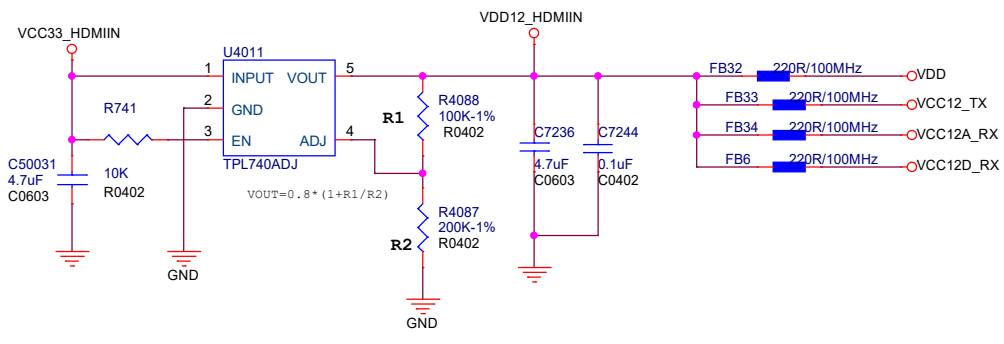 VDD12_HDMIIN
VCC33_HDMIIN
U4011
1 INPUT VOUT 5
2 GND
3 EN ADJ 4
TPL740ADJ
R741
10K
R0402
C50031
4.7uF
C0603
GND
VOUT=0.8*(1+R1/R2)
R1
R4088
100K-1%
R0402
R2
R4087
200K-1%
R0402
GND
C7236
4.7uF
C0603
C7244
0.1uF
C0402
FB32 220R/100MHz VDD
FB33 220R/100MHz VCC12_TX
FB34 220R/100MHz VCC12A_RX
FB6 220R/100MHz VCC12D_RX